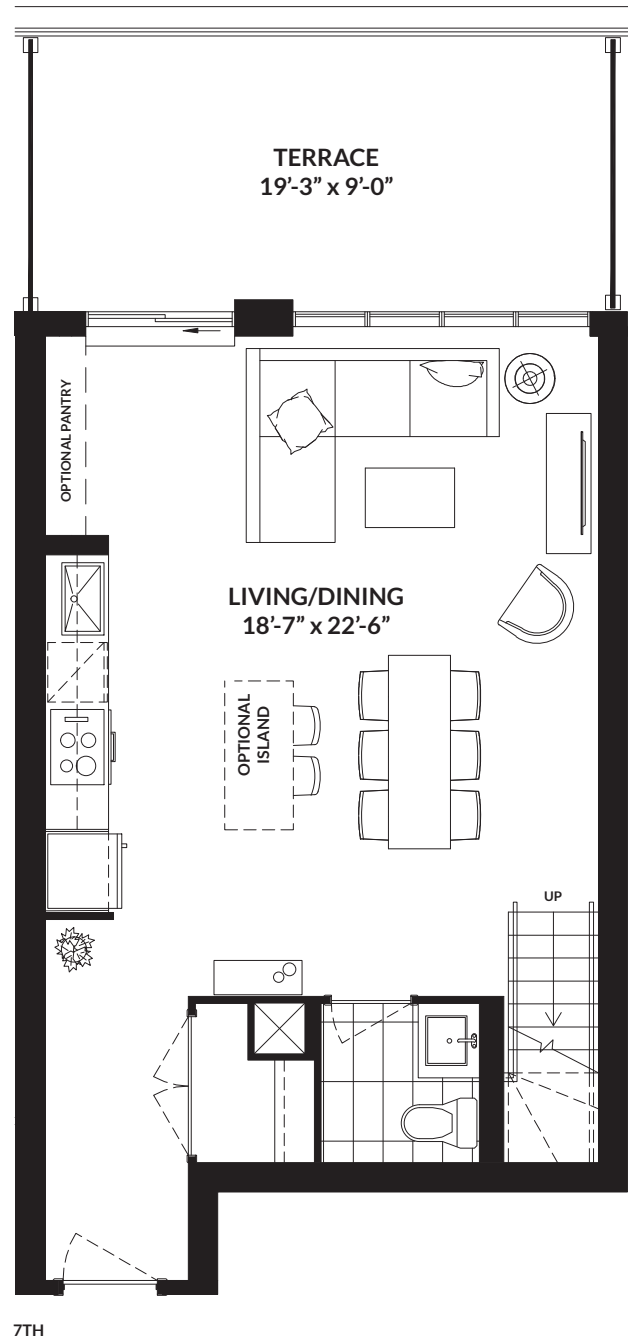 TERRACE
19’-3” x 9’-0”
OPTIONAL PANTRY
LIVING/DINING
18’-7” x 22’-6”
OPTIONAL
ISLAND
UP
7TH